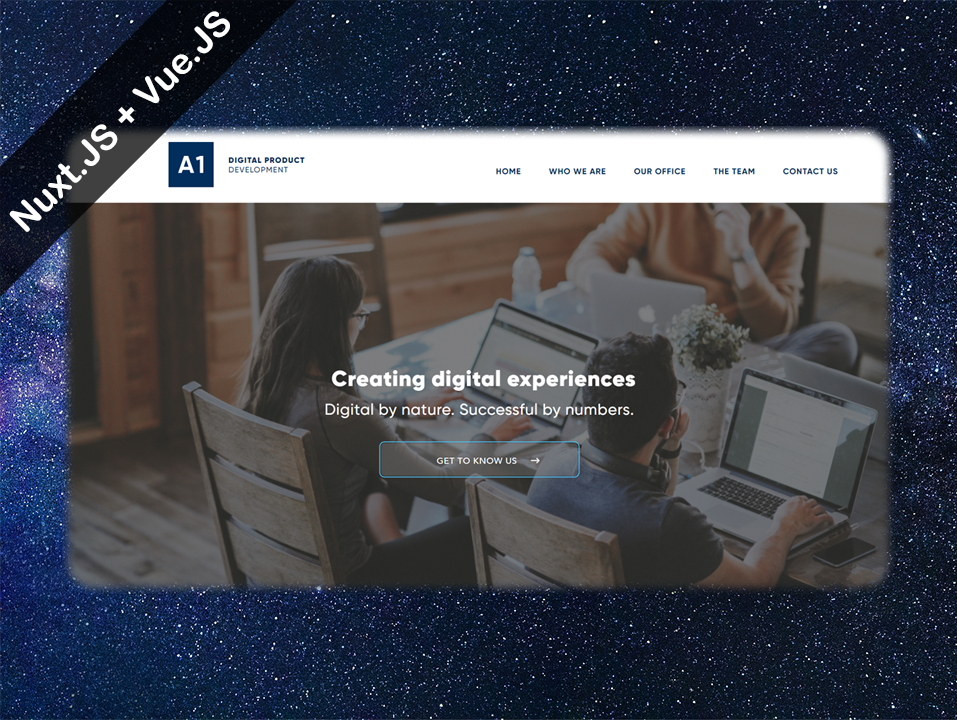 Nuxt.JS + Vue.JS
A1
DIGITAL PRODUCT
DEVELOPMENT
HOME WHO WE ARE OUR OFFICE THE TEAM CONTACT US
Creating digital experiences
Digital by nature. Successful by numbers.
GET TO KNOW US →